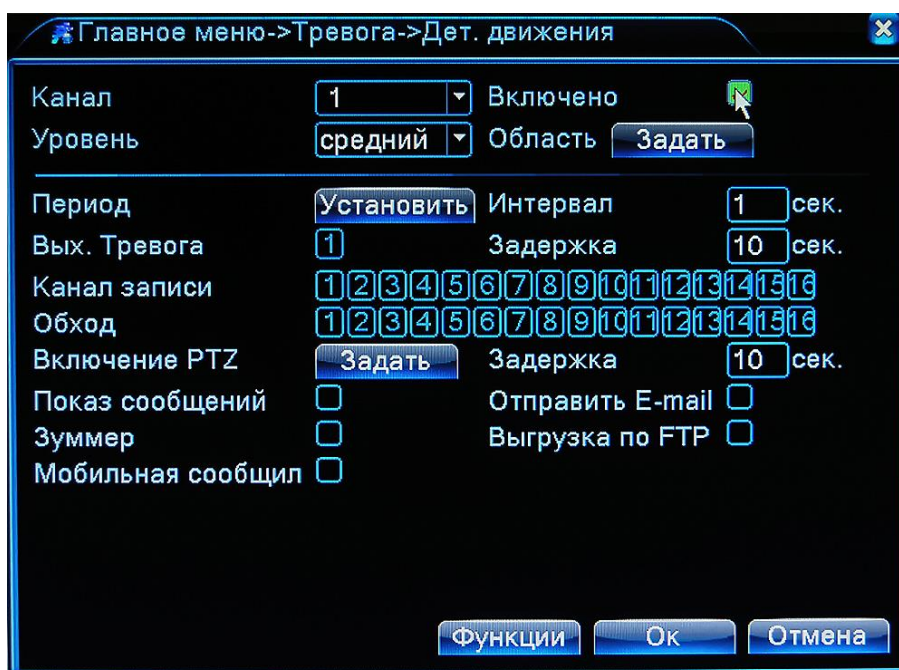 Главное меню->Тревога->Дет. движения
Канал 1 Включено
Уровень средний Область Задать
Период Установить Интервал 1 сек.
Вых. Тревога 1 Задержка 10 сек.
Канал записи 1 2 3 4 5 6 7 8 9 10 11 12 13 14 15 16
Обход 1 2 3 4 5 6 7 8 9 10 11 12 13 14 15 16
Включение PTZ Задать Задержка 10 сек.
Показ сообщений Отправить E-mail
Зуммер Выгрузка по FTP
Мобильная сообщил
Функции Ок Отмена